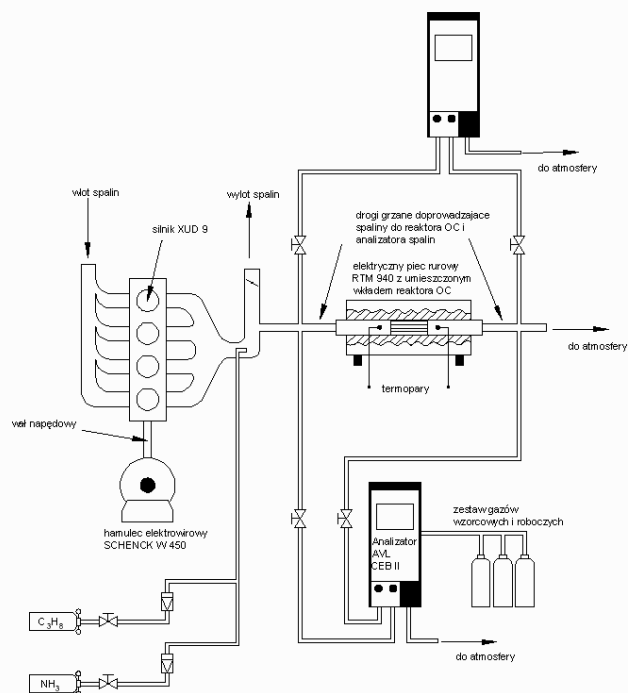 do atmosfery
wlot spalin
wylot spalin
silnik XUD 9
drogi grzane doprowadzajace
spaliny do reaktora OC i
analizatora spalin
elektryczny piec rurowy
RTM 940 z umieszczonym
wkładem reaktora OC
do atmosfery
termopary
wał napędowy
hamulec elektrowirowy
SCHENCK W 450
Analizator
AVL
CEB II
zestaw gazów
wzorcowych i roboczych
C3H8
do atmosfery
NH3